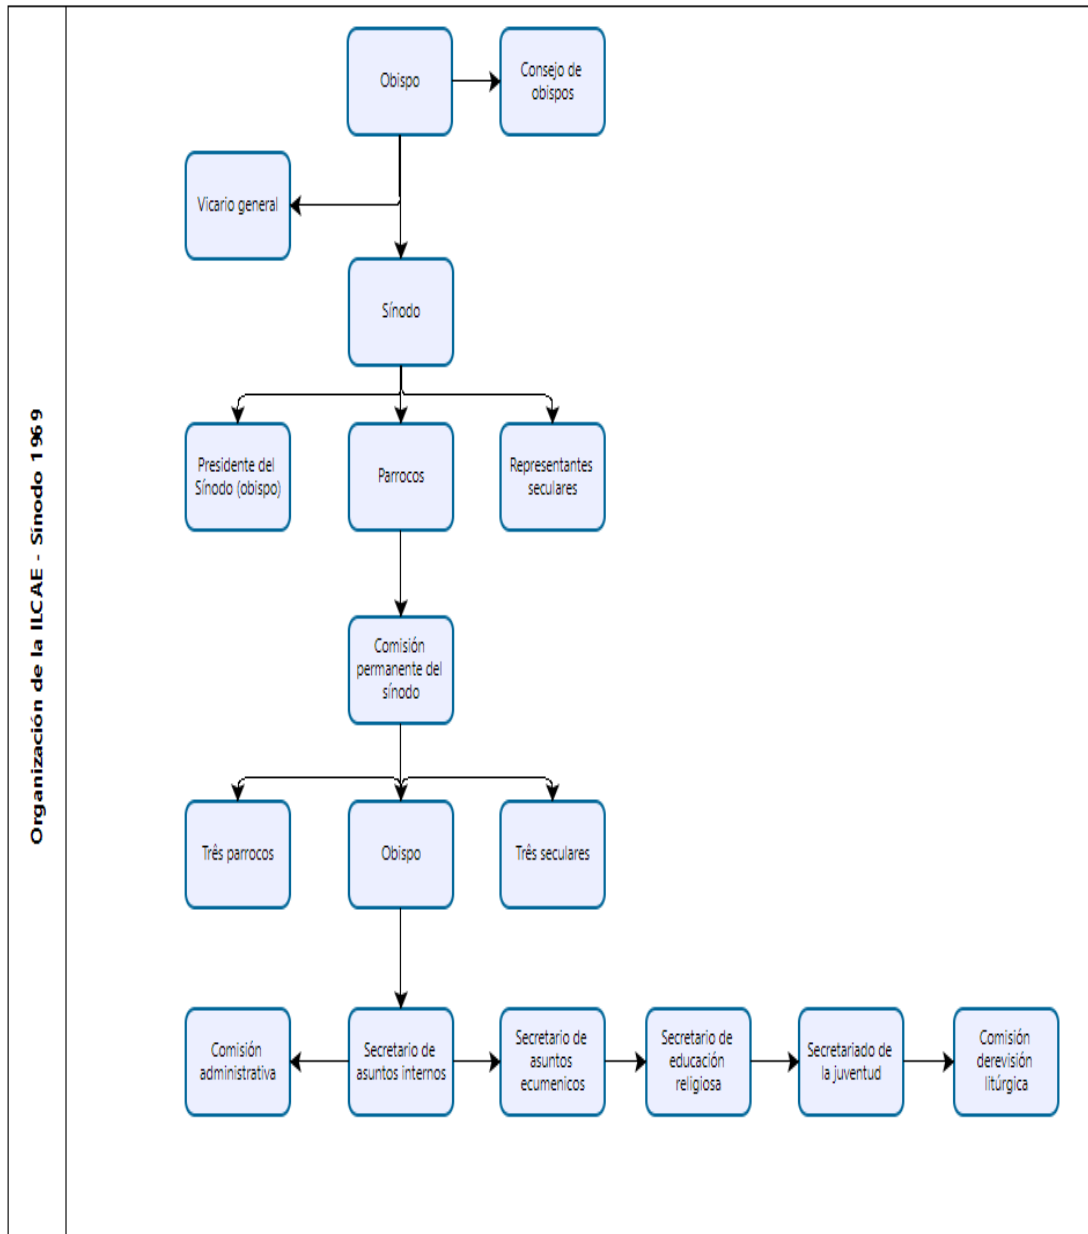 Organización de la ILCAE - Sínodo 1969
Obispo
Consejo de
obispos
Vicario general
Sínodo
Presidente del
Sínodo (obispo)
Parrocos
Representantes
seculares
Comisión
permanente del
sínodo
Três parrocos
Obispo
Três seculares
Comisión
administrativa
Secretario de
asuntos internos
Secretario de
asuntos
ecumenicos
Secretario de
educación
religiosa
Secretariado de
la juventud
Comisión
derevisión
litúrgica